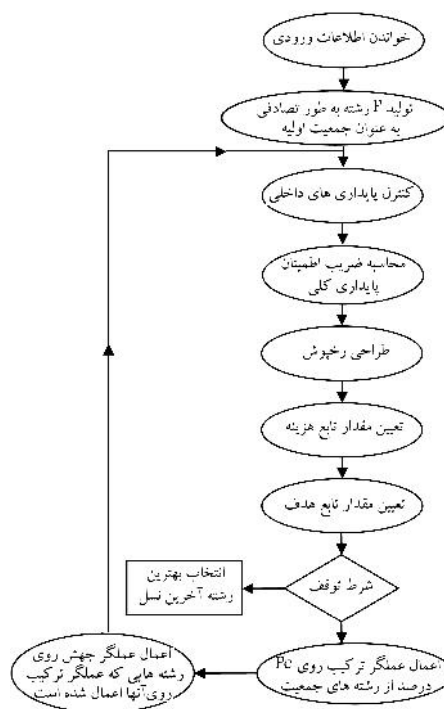 خواندن اطلاعات ورودی
تولید P رشته به طور تصادفی
به عنوان جمعیت اولیه
کنترل پایداری های داخلی
محاسبه ضریب اطمینان
پایداری کلی
طراحی رخپوش
تعیین مقدار تابع هزینه
تعیین مقدار تابع هدف
شرط توقف
انتخاب بهترین
رشته آخرین نسل
اعمال عملگر ترکیب روی Pc
درصد از رشته های جمعیت
اعمال عملگر جهش روی
رشته هایی که عملگر ترکیب
روی آنها اعمال شده است